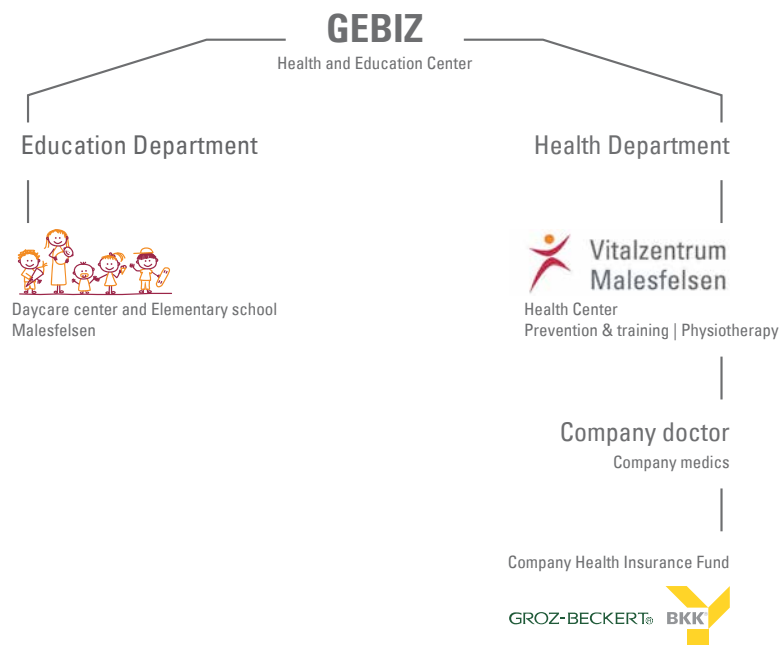 GEBIZ
Health and Education Center
Education Department
Health Department
Vitalzentrum
Malesfelsen
Daycare center and Elementary school
Malesfelsen
Health Center
Prevention & training | Physiotherapy
Company doctor
Company medics
Company Health Insurance Fund
GROZ-BECKERT® BKK